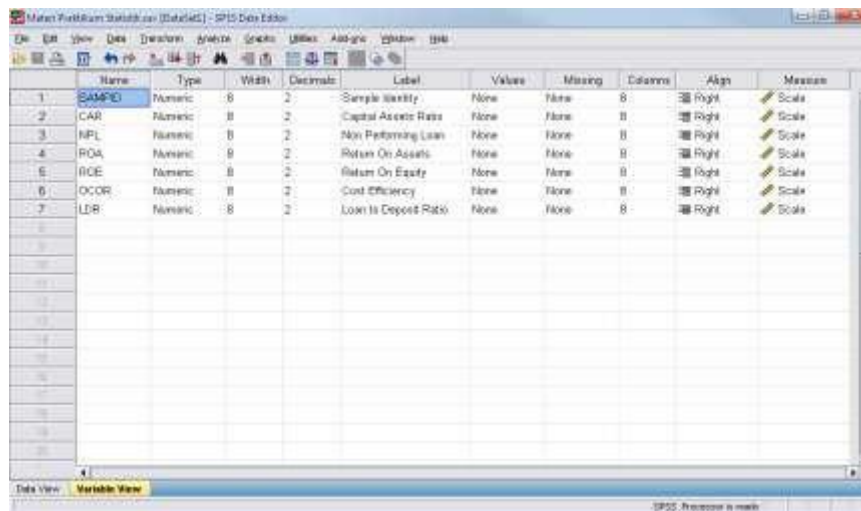 Materi Praktikum Statistik.sav [DataSet1] - SPSS Data Editor
File Edit View Data Transform Analyze Graphs Utilities Add-ons Window Help
Name Type Width Decimals Label Values Missing Columns Align Measure
1 SAMPEL Numeric 8 2 Sample Identity None None 8 Right Scale
2 CAR Numeric 8 2 Capital Assets Ratio None None 8 Right Scale
3 NPL Numeric 8 2 Non Performing Loan None None 8 Right Scale
4 ROA Numeric 8 2 Return On Assets None None 8 Right Scale
5 ROE Numeric 8 2 Return On Equity None None 8 Right Scale
6 OCOR Numeric 8 2 Cost Efficiency None None 8 Right Scale
7 LDR Numeric 8 2 Loan to Deposit Ratio None None 8 Right Scale
Data View Variable View
SPSS Processor is ready